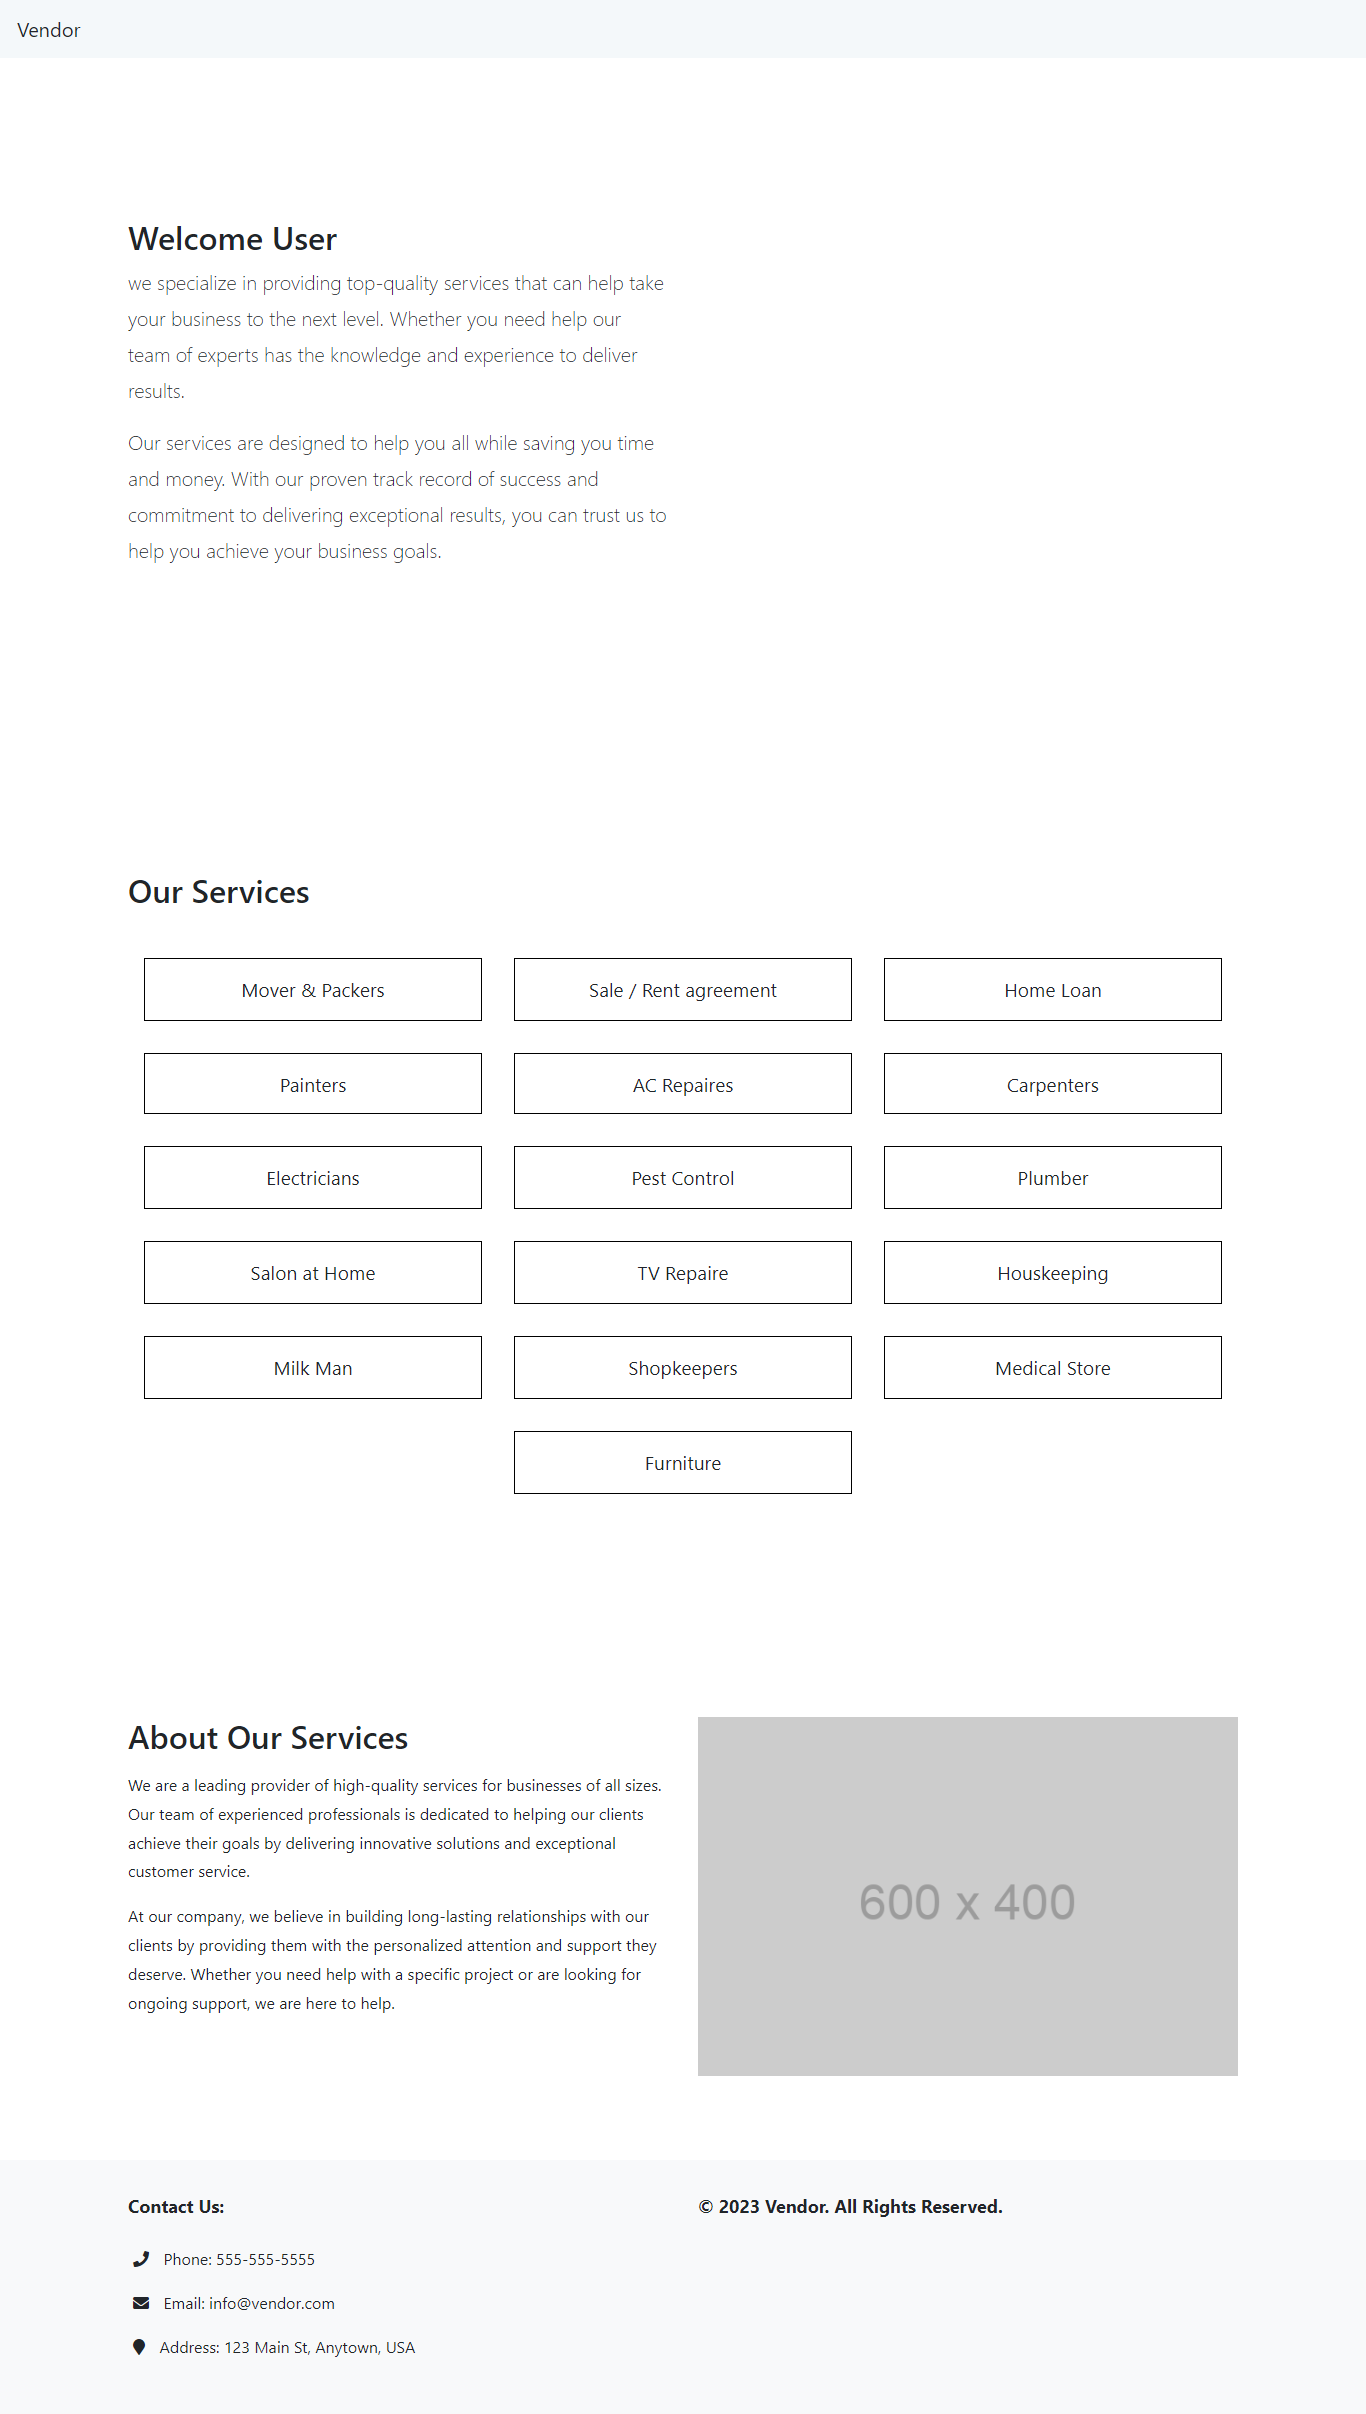 Vendor
Welcome User
we specialize in providing top-quality services that can help take
your business to the next level. Whether you need help our
team of experts has the knowledge and experience to deliver
results.
Our services are designed to help you all while saving you time
and money. With our proven track record of success and
commitment to delivering exceptional results, you can trust us to
help you achieve your business goals.
Our Services
Mover & Packers
Sale / Rent agreement
Home Loan
Painters
AC Repaires
Carpenters
Electricians
Pest Control
Plumber
Salon at Home
TV Repaire
Houskeeping
Milk Man
Shopkeepers
Medical Store
Furniture
About Our Services
We are a leading provider of high-quality services for businesses of all sizes.
Our team of experienced professionals is dedicated to helping our clients
achieve their goals by delivering innovative solutions and exceptional
customer service.
At our company, we believe in building long-lasting relationships with our
clients by providing them with the personalized attention and support they
deserve. Whether you need help with a specific project or are looking for
ongoing support, we are here to help.
600 x 400
Contact Us:
Phone: 555-555-5555
Email: info@vendor.com
Address: 123 Main St, Anytown, USA
© 2023 Vendor. All Rights Reserved.